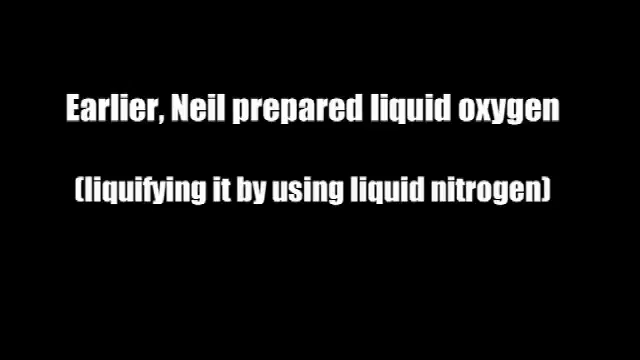 Earlier, Neil prepared liquid oxygen
(liquifying it by using liquid nitrogen)